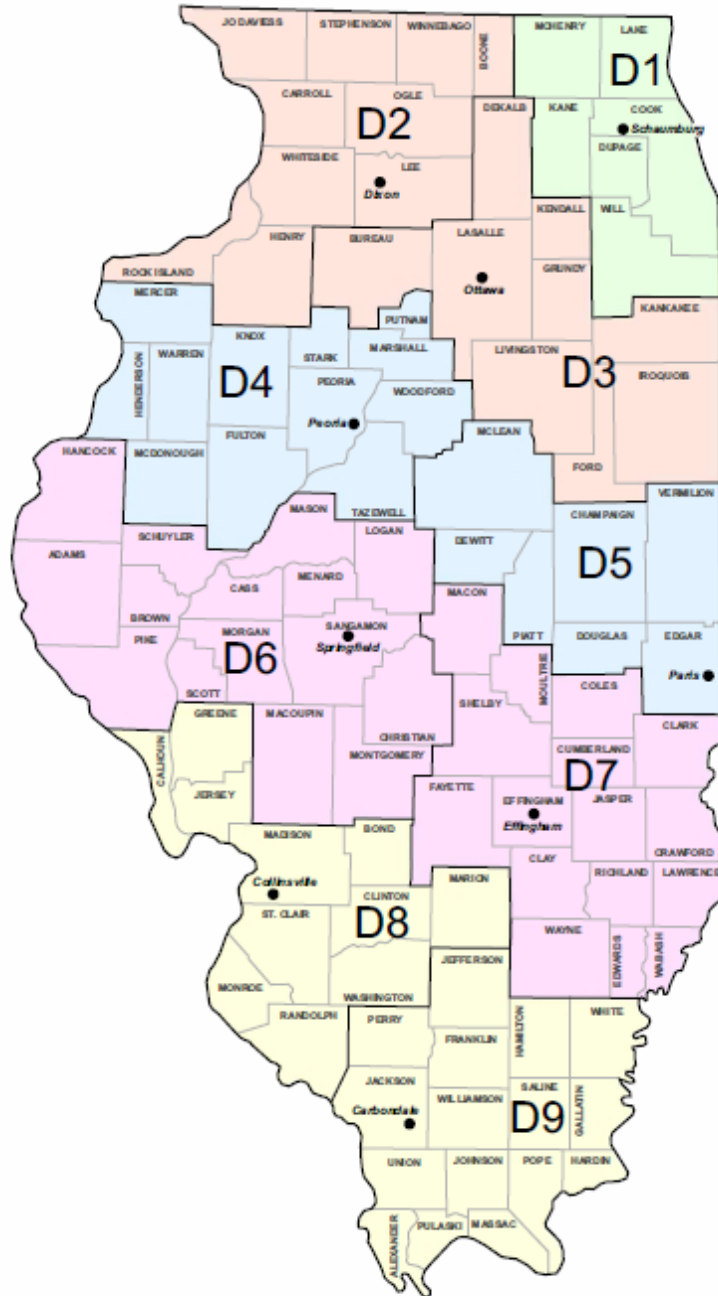 JO DAVIESS
STEPHENSON
WINNEBAGO
BOONE
MCHENRY
LAKE
D1
CARROLL
OGLE
D2
DEKALB
KANE
COOK
Schaumburg
DUPAGE
WHITESIDE
LEE
Dixon
KENDALL
WILL
HENRY
BUREAU
LASALLE
ROCK ISLAND
GRUNDY
Ottawa
MERCER
PUTNAM
KANKAKEE
KNOX
STARK
MARSHALL
LIVINGSTON
D3
IROQUOIS
HENDERSON
WARREN
D4
PEORIA
WOODFORD
Peoria
MCLEAN
FULTON
HANCOCK
MCDONOUGH
FORD
TAZEWELL
VERMILION
MASON
CHAMPAIGN
SCHUYLER
LOGAN
ADAMS
DEWITT
D5
CASS
MENARD
MACON
BROWN
PIKE
MORGAN
SANGAMON
Springfield
PIATT
DOUGLAS
EDGAR
D6
MOULTRIE
Paris
SCOTT
COLES
SHELBY
GREENE
MACOUPIN
CHRISTIAN
CLARK
CALHOUN
MONTGOMERY
CUMBERLAND
D7
FAYETTE
JERSEY
EFFINGHAM
JASPER
Effingham
MADISON
BOND
CRAWFORD
CLAY
RICHLAND
LAWRENCE
MARION
Collinsville
CLINTON
ST. CLAIR
D8
WAYNE
EDWARDS
WABASH
JEFFERSON
MONROE
WASHINGTON
RANDOLPH
PERRY
HAMILTON
WHITE
FRANKLIN
JACKSON
SALINE
WILLIAMSON
GALLATIN
Carbondale
D9
UNION
JOHNSON
POPE
HARDIN
ALEXANDER
PULASKI
MASSAC